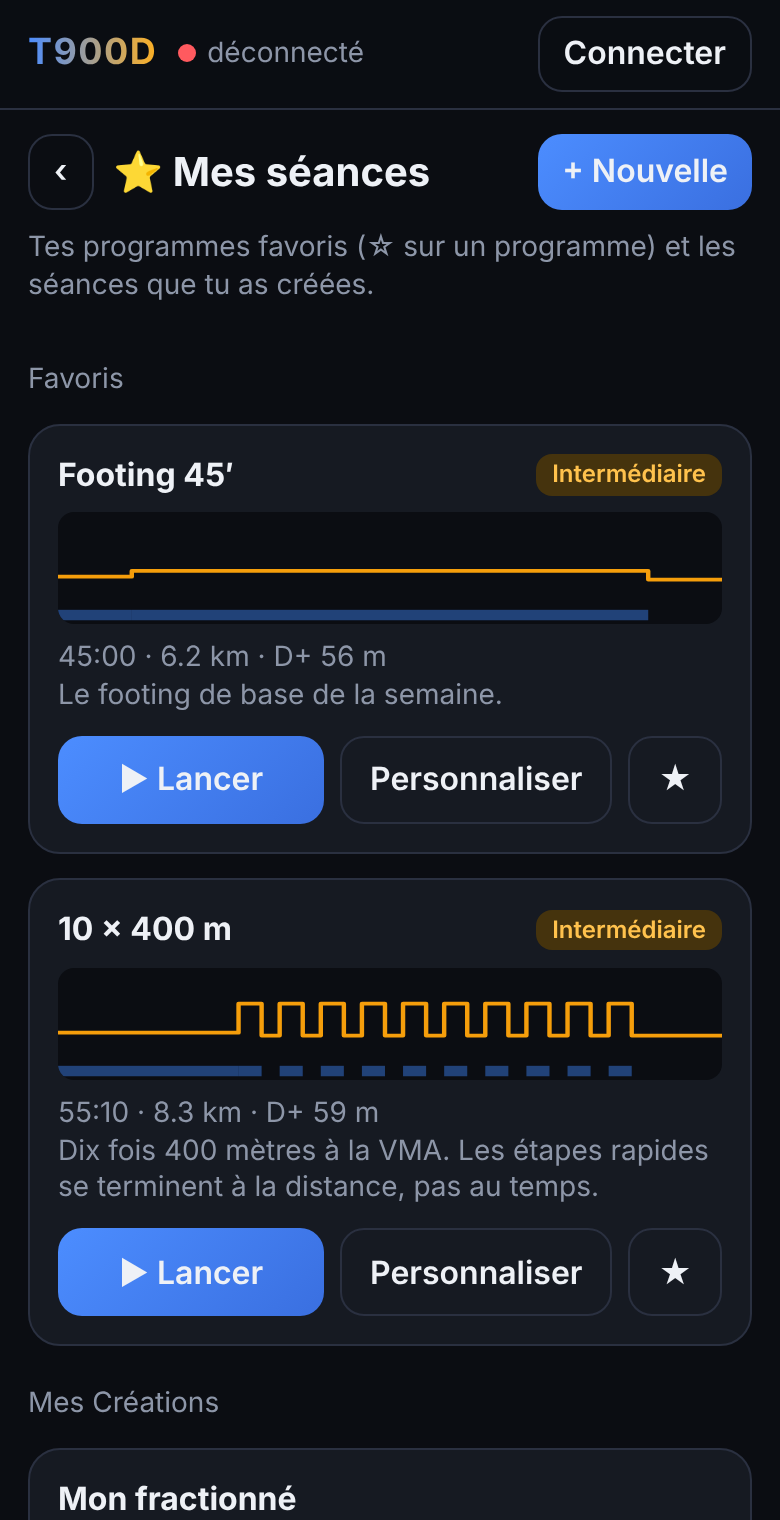 T900D déconnecté Connecter
‹ ⭐ Mes séances + Nouvelle
Tes programmes favoris (☆ sur un programme) et les
séances que tu as créées.
Favoris
Footing 45′ Intermédiaire
45:00 · 6.2 km · D+ 56 m
Le footing de base de la semaine.
▶ Lancer Personnaliser ★
10 × 400 m Intermédiaire
55:10 · 8.3 km · D+ 59 m
Dix fois 400 mètres à la VMA. Les étapes rapides
se terminent à la distance, pas au temps.
▶ Lancer Personnaliser ★
Mes Créations
Mon fractionné